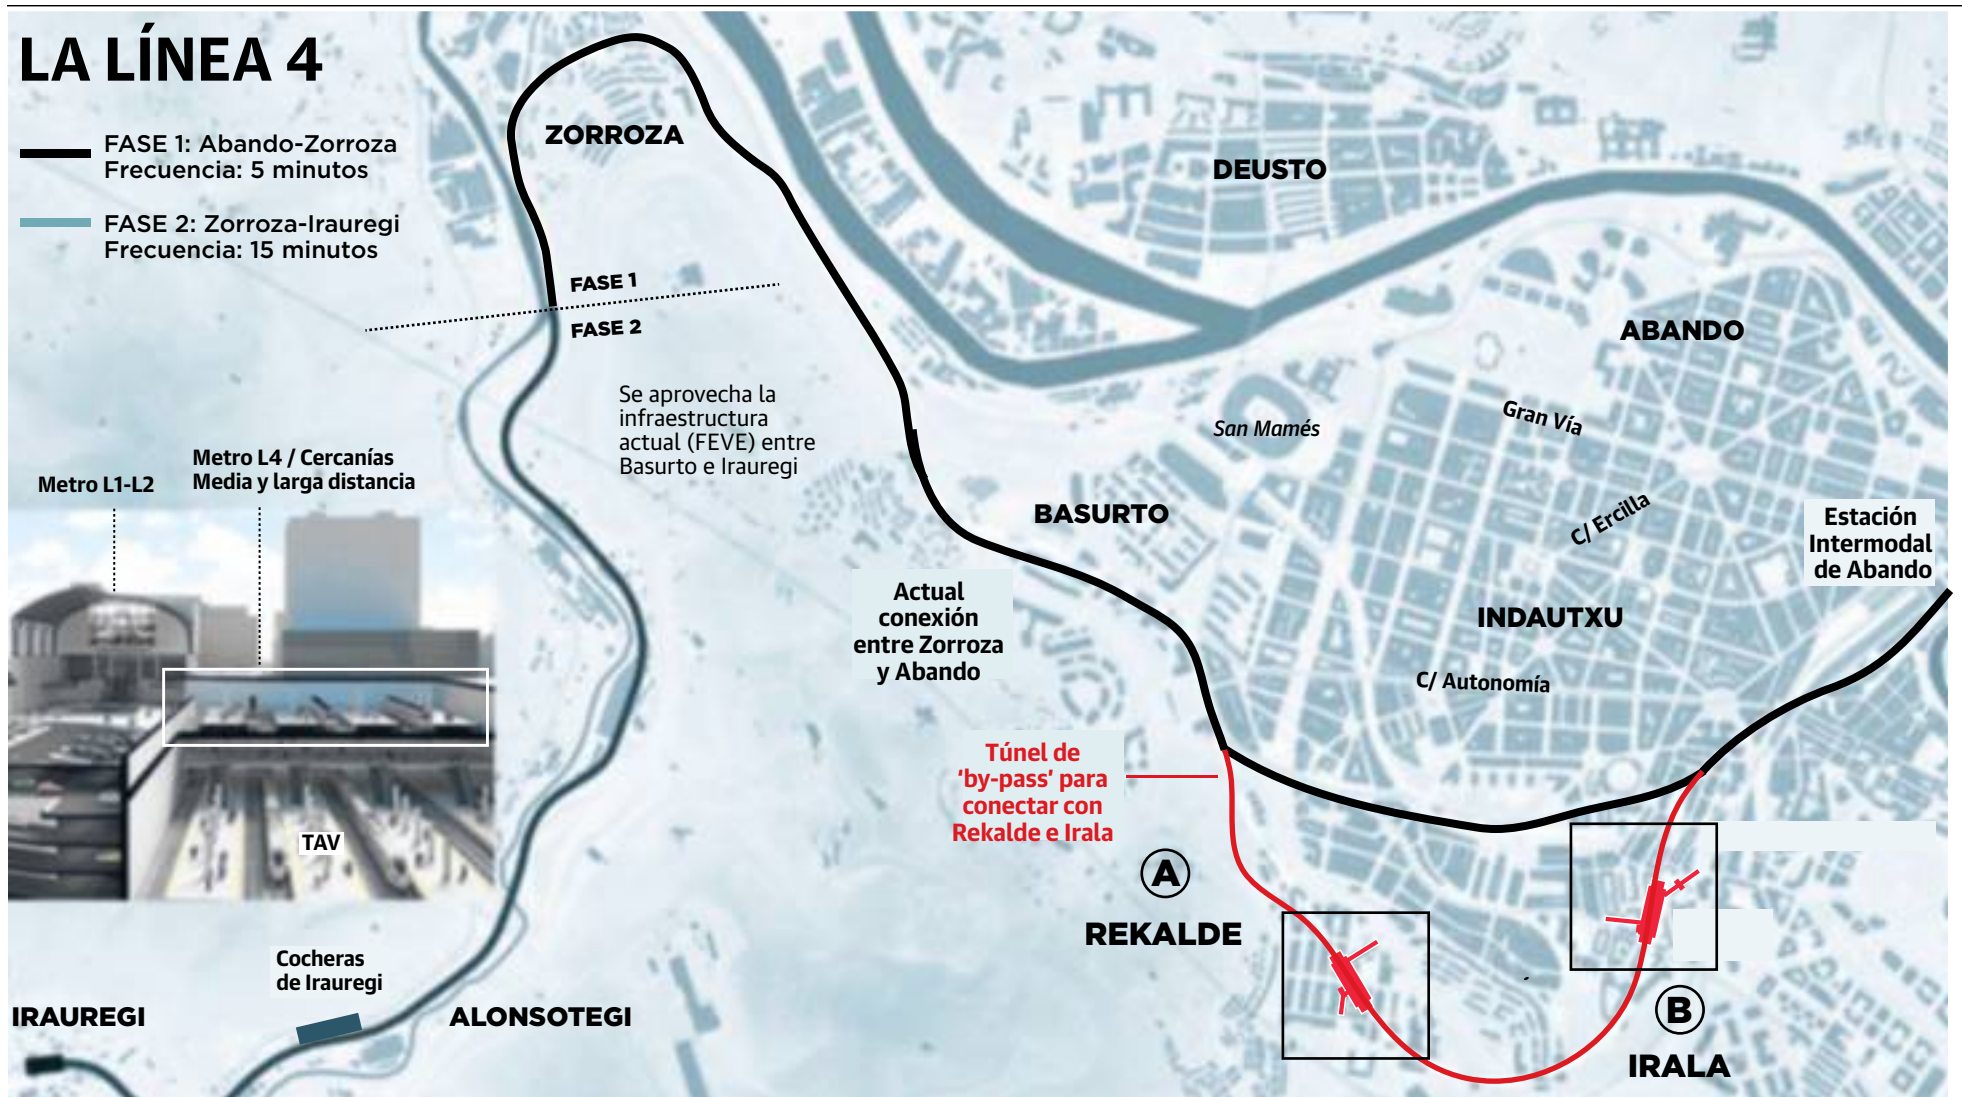 LA LÍNEA 4
FASE 1: Abando-Zorroza
Frecuencia: 5 minutos
FASE 2: Zorroza-Irauregi
Frecuencia: 15 minutos
ZORROZA
DEUSTO
FASE 1
FASE 2
ABANDO
Se aprovecha la
infraestructura
actual (FEVE) entre
Basurto e Irauregi
San Mamés
Gran Vía
Metro L1-L2
Metro L4 / Cercanías
Media y larga distancia
BASURTO
C/ Ercilla
Estación
Intermodal
de Abando
Actual
conexión
entre Zorroza
y Abando
INDAUTXU
C/ Autonomía
Túnel de
‘by-pass’ para
conectar con
Rekalde e Irala
TAV
A
REKALDE
Cocheras
de Irauregi
IRAUREGI
ALONSOTEGI
B
IRALA